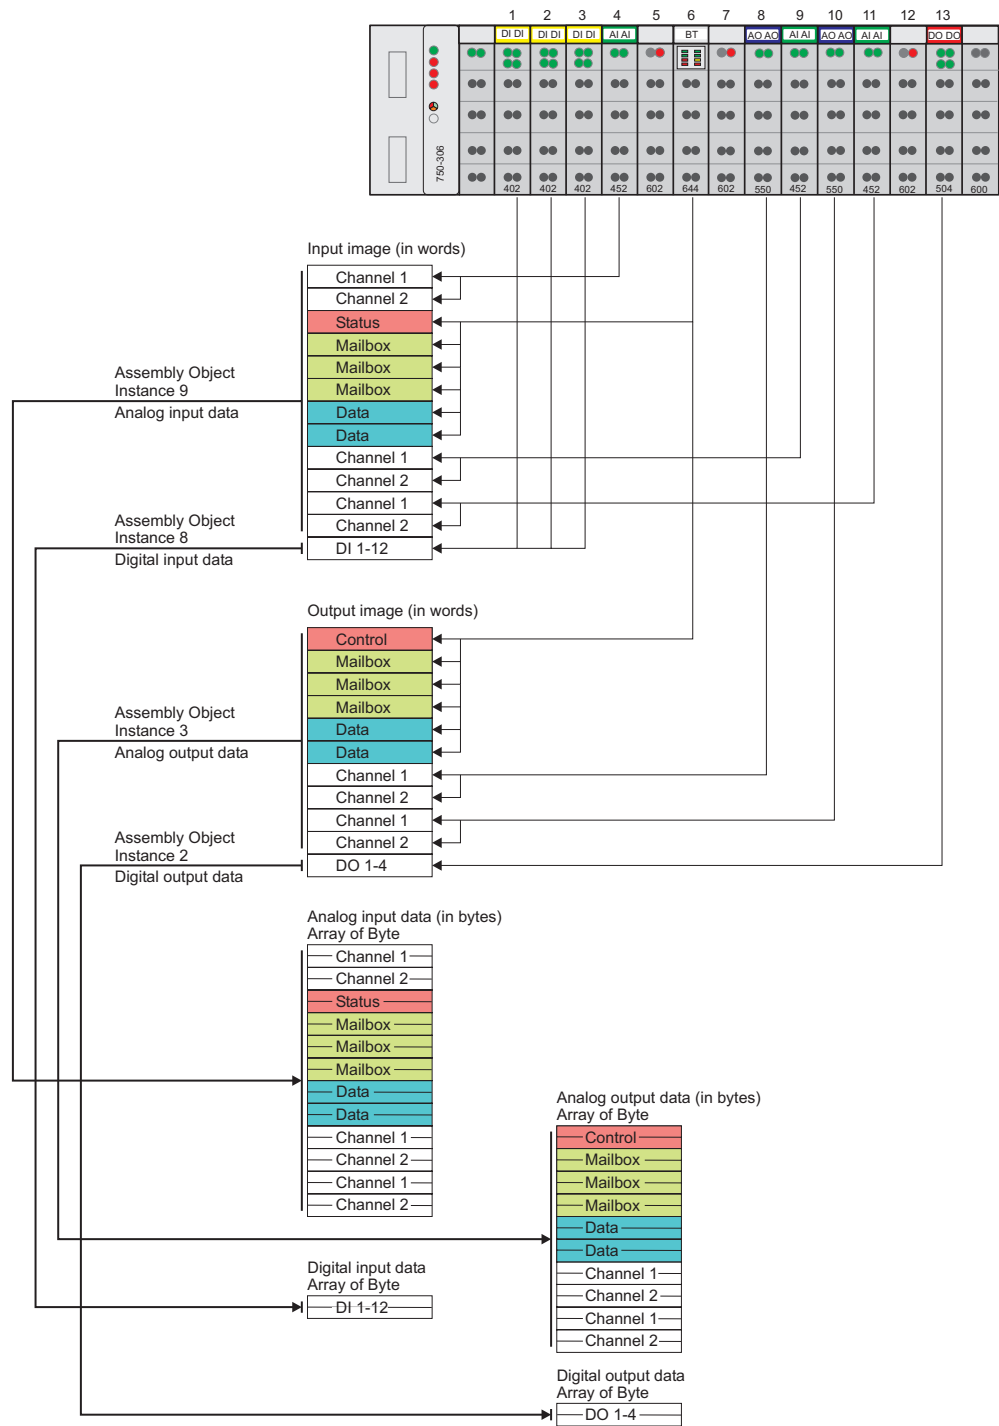 1 2 3 4 5 6 7 8 9 10 11 12 13
DI DI DI DI DI DI AI AI BT AO AO AI AI AO AO AI AI DO DO
750-306
402 402 402 452 602 644 602 550 452 550 452 602 504 600
Input image (in words)
Channel 1
Channel 2
Status
Mailbox
Mailbox
Mailbox
Data
Data
Channel 1
Channel 2
Channel 1
Channel 2
DI 1-12
Assembly Object
Instance 9
Analog input data
Assembly Object
Instance 8
Digital input data
Output image (in words)
Control
Mailbox
Mailbox
Mailbox
Data
Data
Channel 1
Channel 2
Channel 1
Channel 2
DO 1-4
Assembly Object
Instance 3
Analog output data
Assembly Object
Instance 2
Digital output data
Analog input data (in bytes)
Array of Byte
Channel 1
Channel 2
Status
Mailbox
Mailbox
Mailbox
Data
Data
Channel 1
Channel 2
Channel 1
Channel 2
Analog output data (in bytes)
Array of Byte
Control
Mailbox
Mailbox
Mailbox
Data
Data
Channel 1
Channel 2
Channel 1
Channel 2
Digital input data
Array of Byte
DI 1-12
Digital output data
Array of Byte
DO 1-4